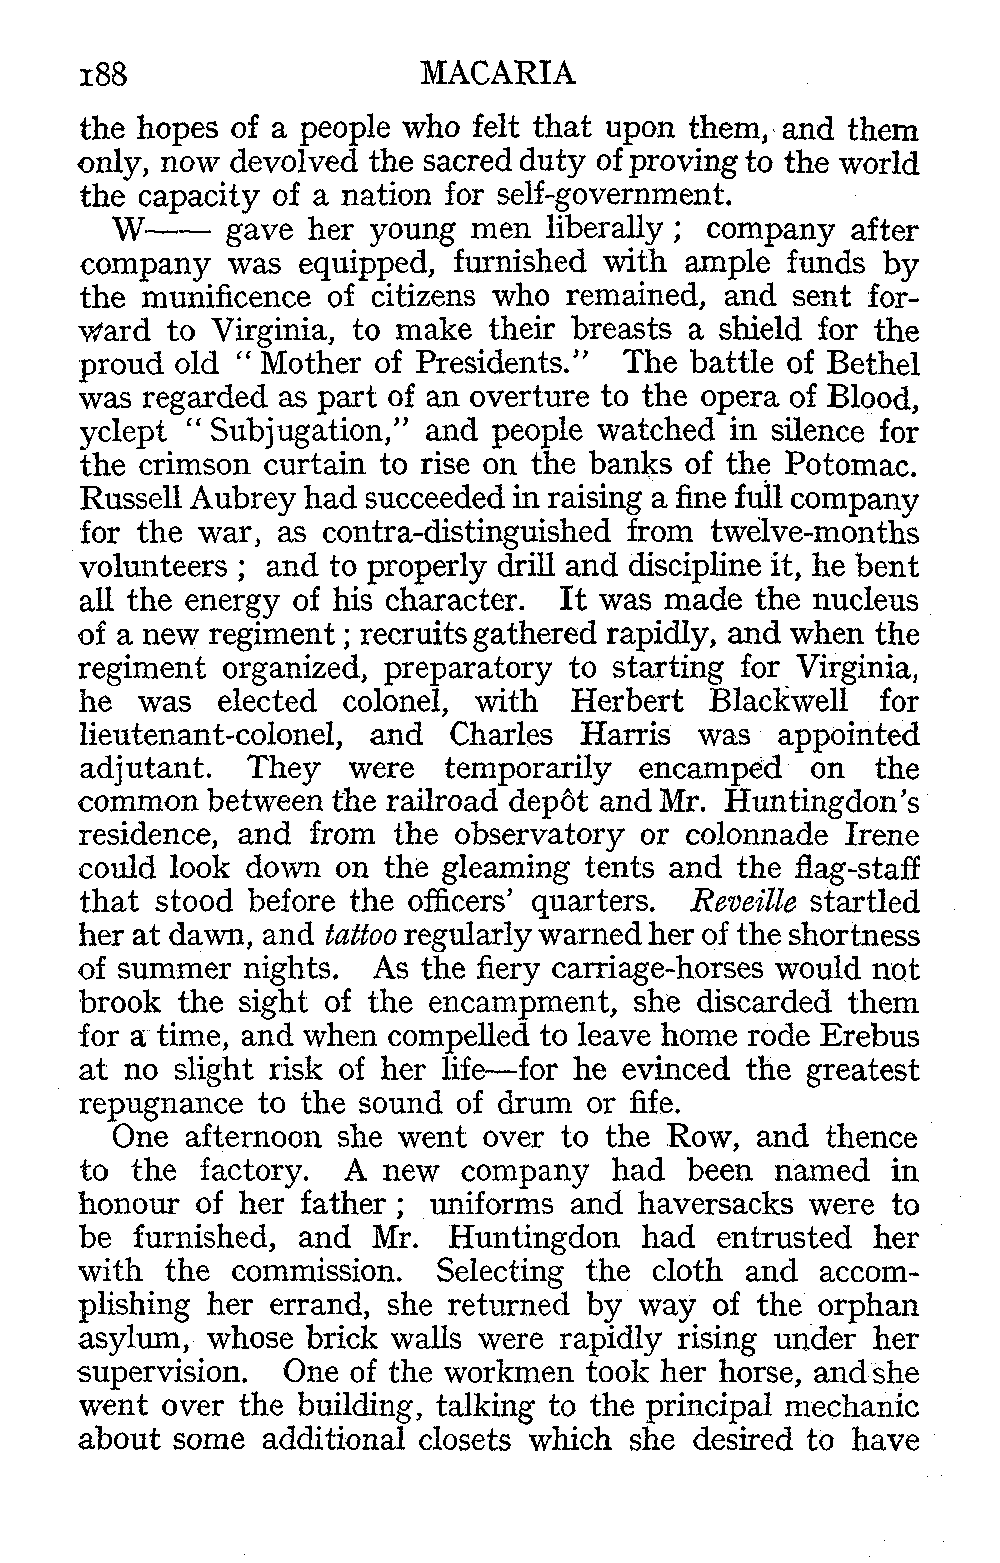 188 MACARIA
the hopes of a people who felt that upon them, and them
only, now devolved the sacred duty of proving to the world
the capacity of a nation for self-government.
W—— gave her young men liberally ; company after
company was equipped, furnished with ample funds by
the munificence of citizens who remained, and sent for-
ward to Virginia, to make their breasts a shield for the
proud old “ Mother of Presidents.” The battle of Bethel
was regarded as part of an overture to the opera of Blood,
yclept “ Subjugation,” and people watched in silence for
the crimson curtain to rise on the banks of the Potomac.
Russell Aubrey had succeeded in raising a fine full company
for the war, as contra-distinguished from twelve-months
volunteers ; and to properly drill and discipline it, he bent
all the energy of his character. It was made the nucleus
of a new regiment ; recruits gathered rapidly, and when the
regiment organized, preparatory to starting for Virginia,
he was elected colonel, with Herbert Blackwell for
lieutenant-colonel, and Charles Harris was appointed
adjutant. They were temporarily encamped on the
common between the railroad depôt and Mr. Huntingdon’s
residence, and from the observatory or colonnade Irene
could look down on the gleaming tents and the flag-staff
that stood before the officers’ quarters. Reveille startled
her at dawn, and tattoo regularly warned her of the shortness
of summer nights. As the fiery carriage-horses would not
brook the sight of the encampment, she discarded them
for a time, and when compelled to leave home rode Erebus
at no slight risk of her life—for he evinced the greatest
repugnance to the sound of drum or fife.
One afternoon she went over to the Row, and thence
to the factory. A new company had been named in
honour of her father ; uniforms and haversacks were to
be furnished, and Mr. Huntingdon had entrusted her
with the commission. Selecting the cloth and accom-
plishing her errand, she returned by way of the orphan
asylum, whose brick walls were rapidly rising under her
supervision. One of the workmen took her horse, and she
went over the building, talking to the principal mechanic
about some additional closets which she desired to have